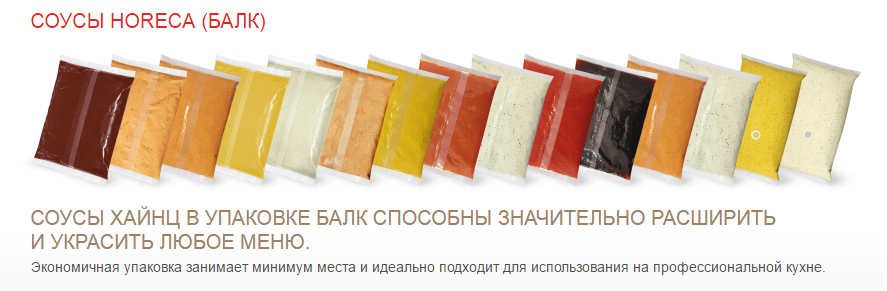 СОУСЫ HORECA (БАЛК)
СОУСЫ ХАЙНЦ В УПАКОВКЕ БАЛК СПОСОБНЫ ЗНАЧИТЕЛЬНО РАСШИРИТЬ
И УКРАСИТЬ ЛЮБОЕ МЕНЮ.
Экономичная упаковка занимает минимум места и идеально подходит для использования на профессиональной кухне.